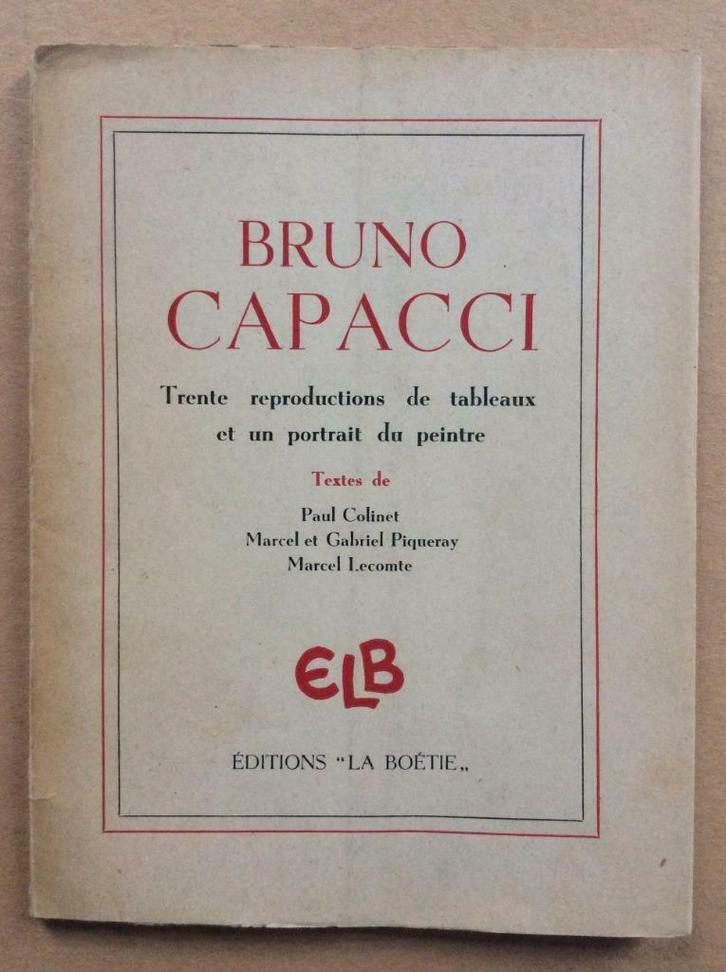 BRUNO
CAPACCI
Trente reproductions de tableaux
et un portrait du peintre
Textes de
Paul Colinet
Marcel et Gabriel Piqueray
Marcel Lecomte
ELB
ÉDITIONS “LA BOÉTIE„